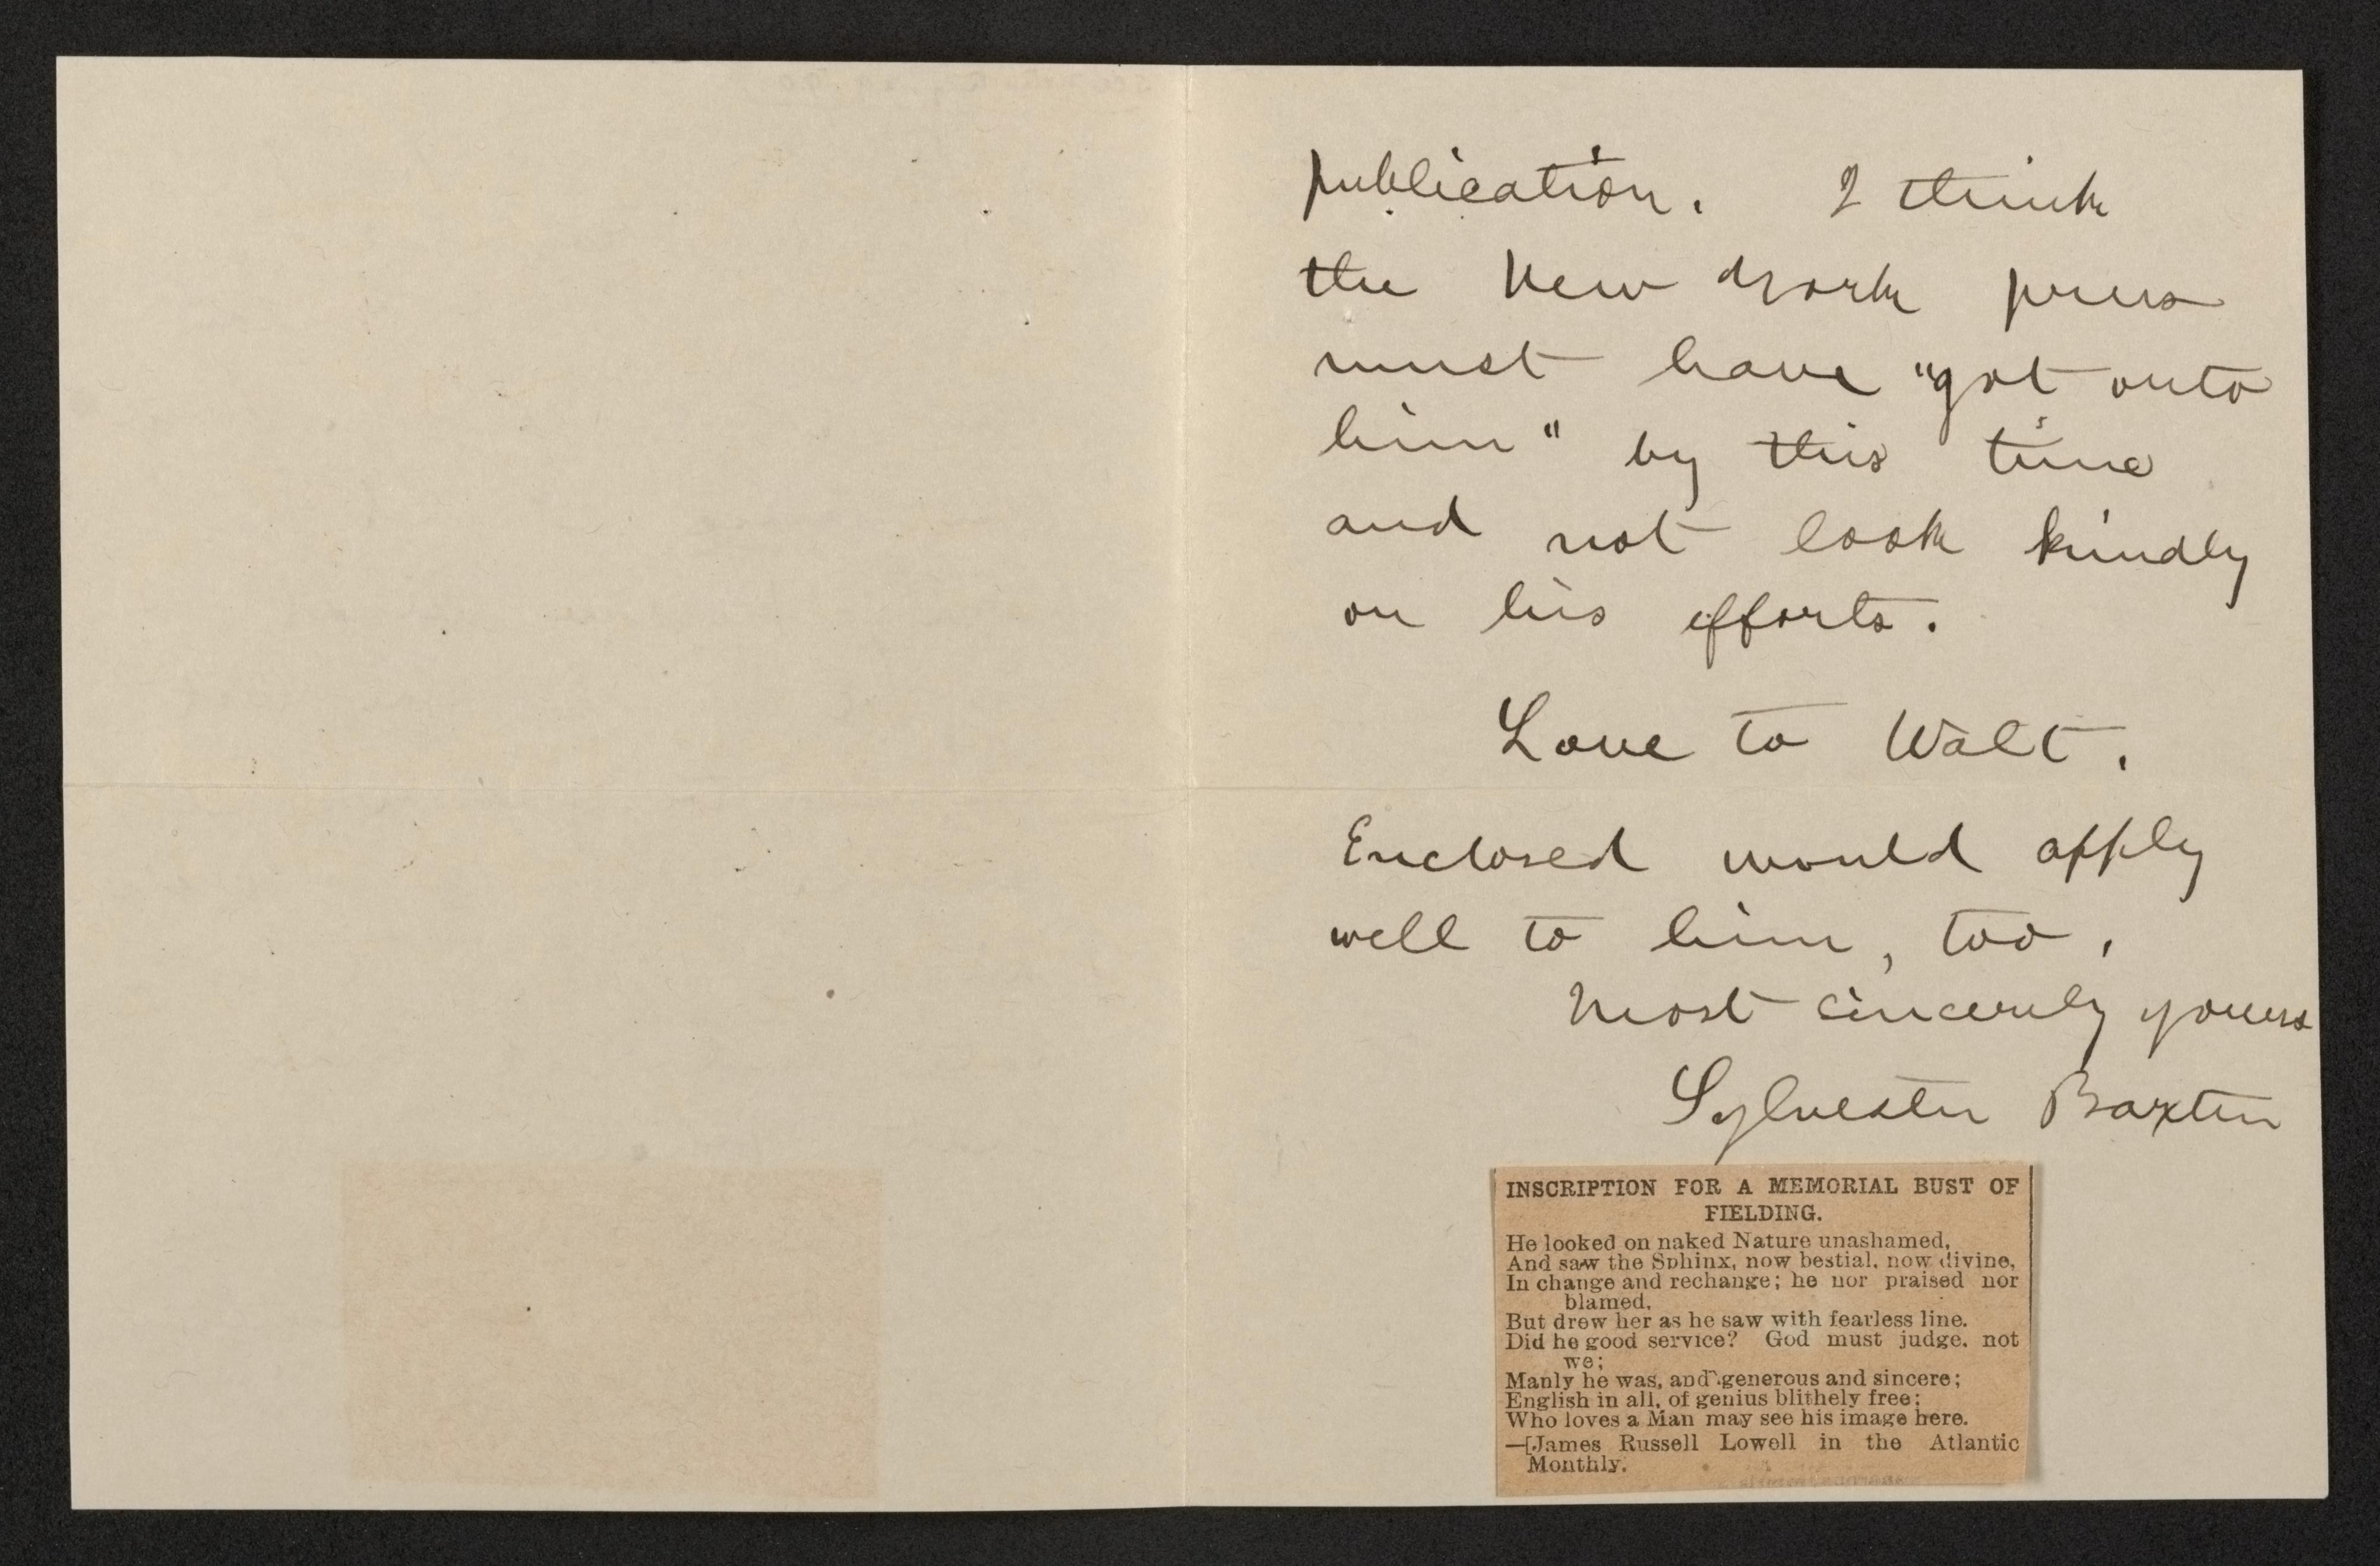 publication. I think
the New York press
must have "got onto
him" by this time
and not look kindly
on his efforts.
Love to Walt.
Enclosed would apply
well to him, too.
Most sincerely yours
Sylvester Baxter
INSCRIPTION FOR A MEMORIAL BUST OF
FIELDING.
He looked on naked Nature unashamed,
And saw the Sphinx, now bestial, now divine,
In change and rechange; he nor praised nor
blamed,
But drew her as he saw with fearless line.
Did he good service? God must judge, not
we;
Manly he was, and generous and sincere;
English in all, of genius blithely free;
Who loves a Man may see his image here.
—[James Russell Lowell in the Atlantic
Monthly.